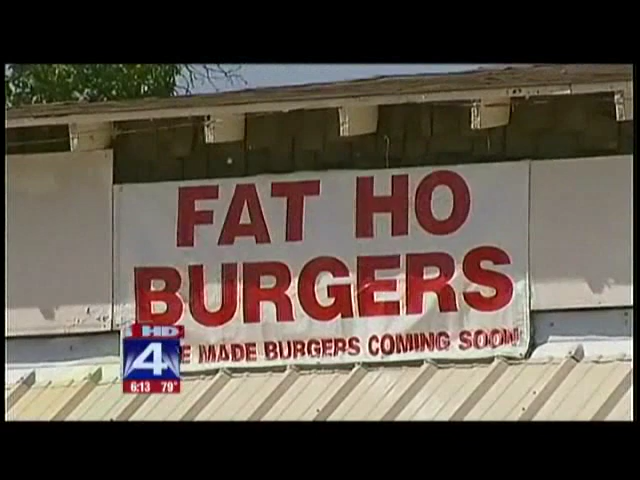 FAT HO
BURGERS
E MADE BURGERS COMING SOON
HD
4
6:13 79°